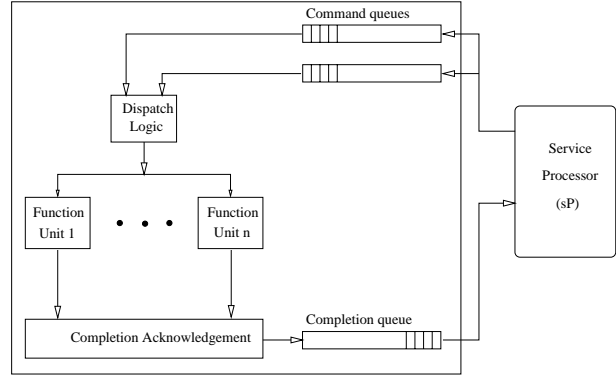 Command queues
Dispatch
Logic
Service
Processor
(sP)
Function
Unit 1
Function
Unit n
Completion queue
Completion Acknowledgement